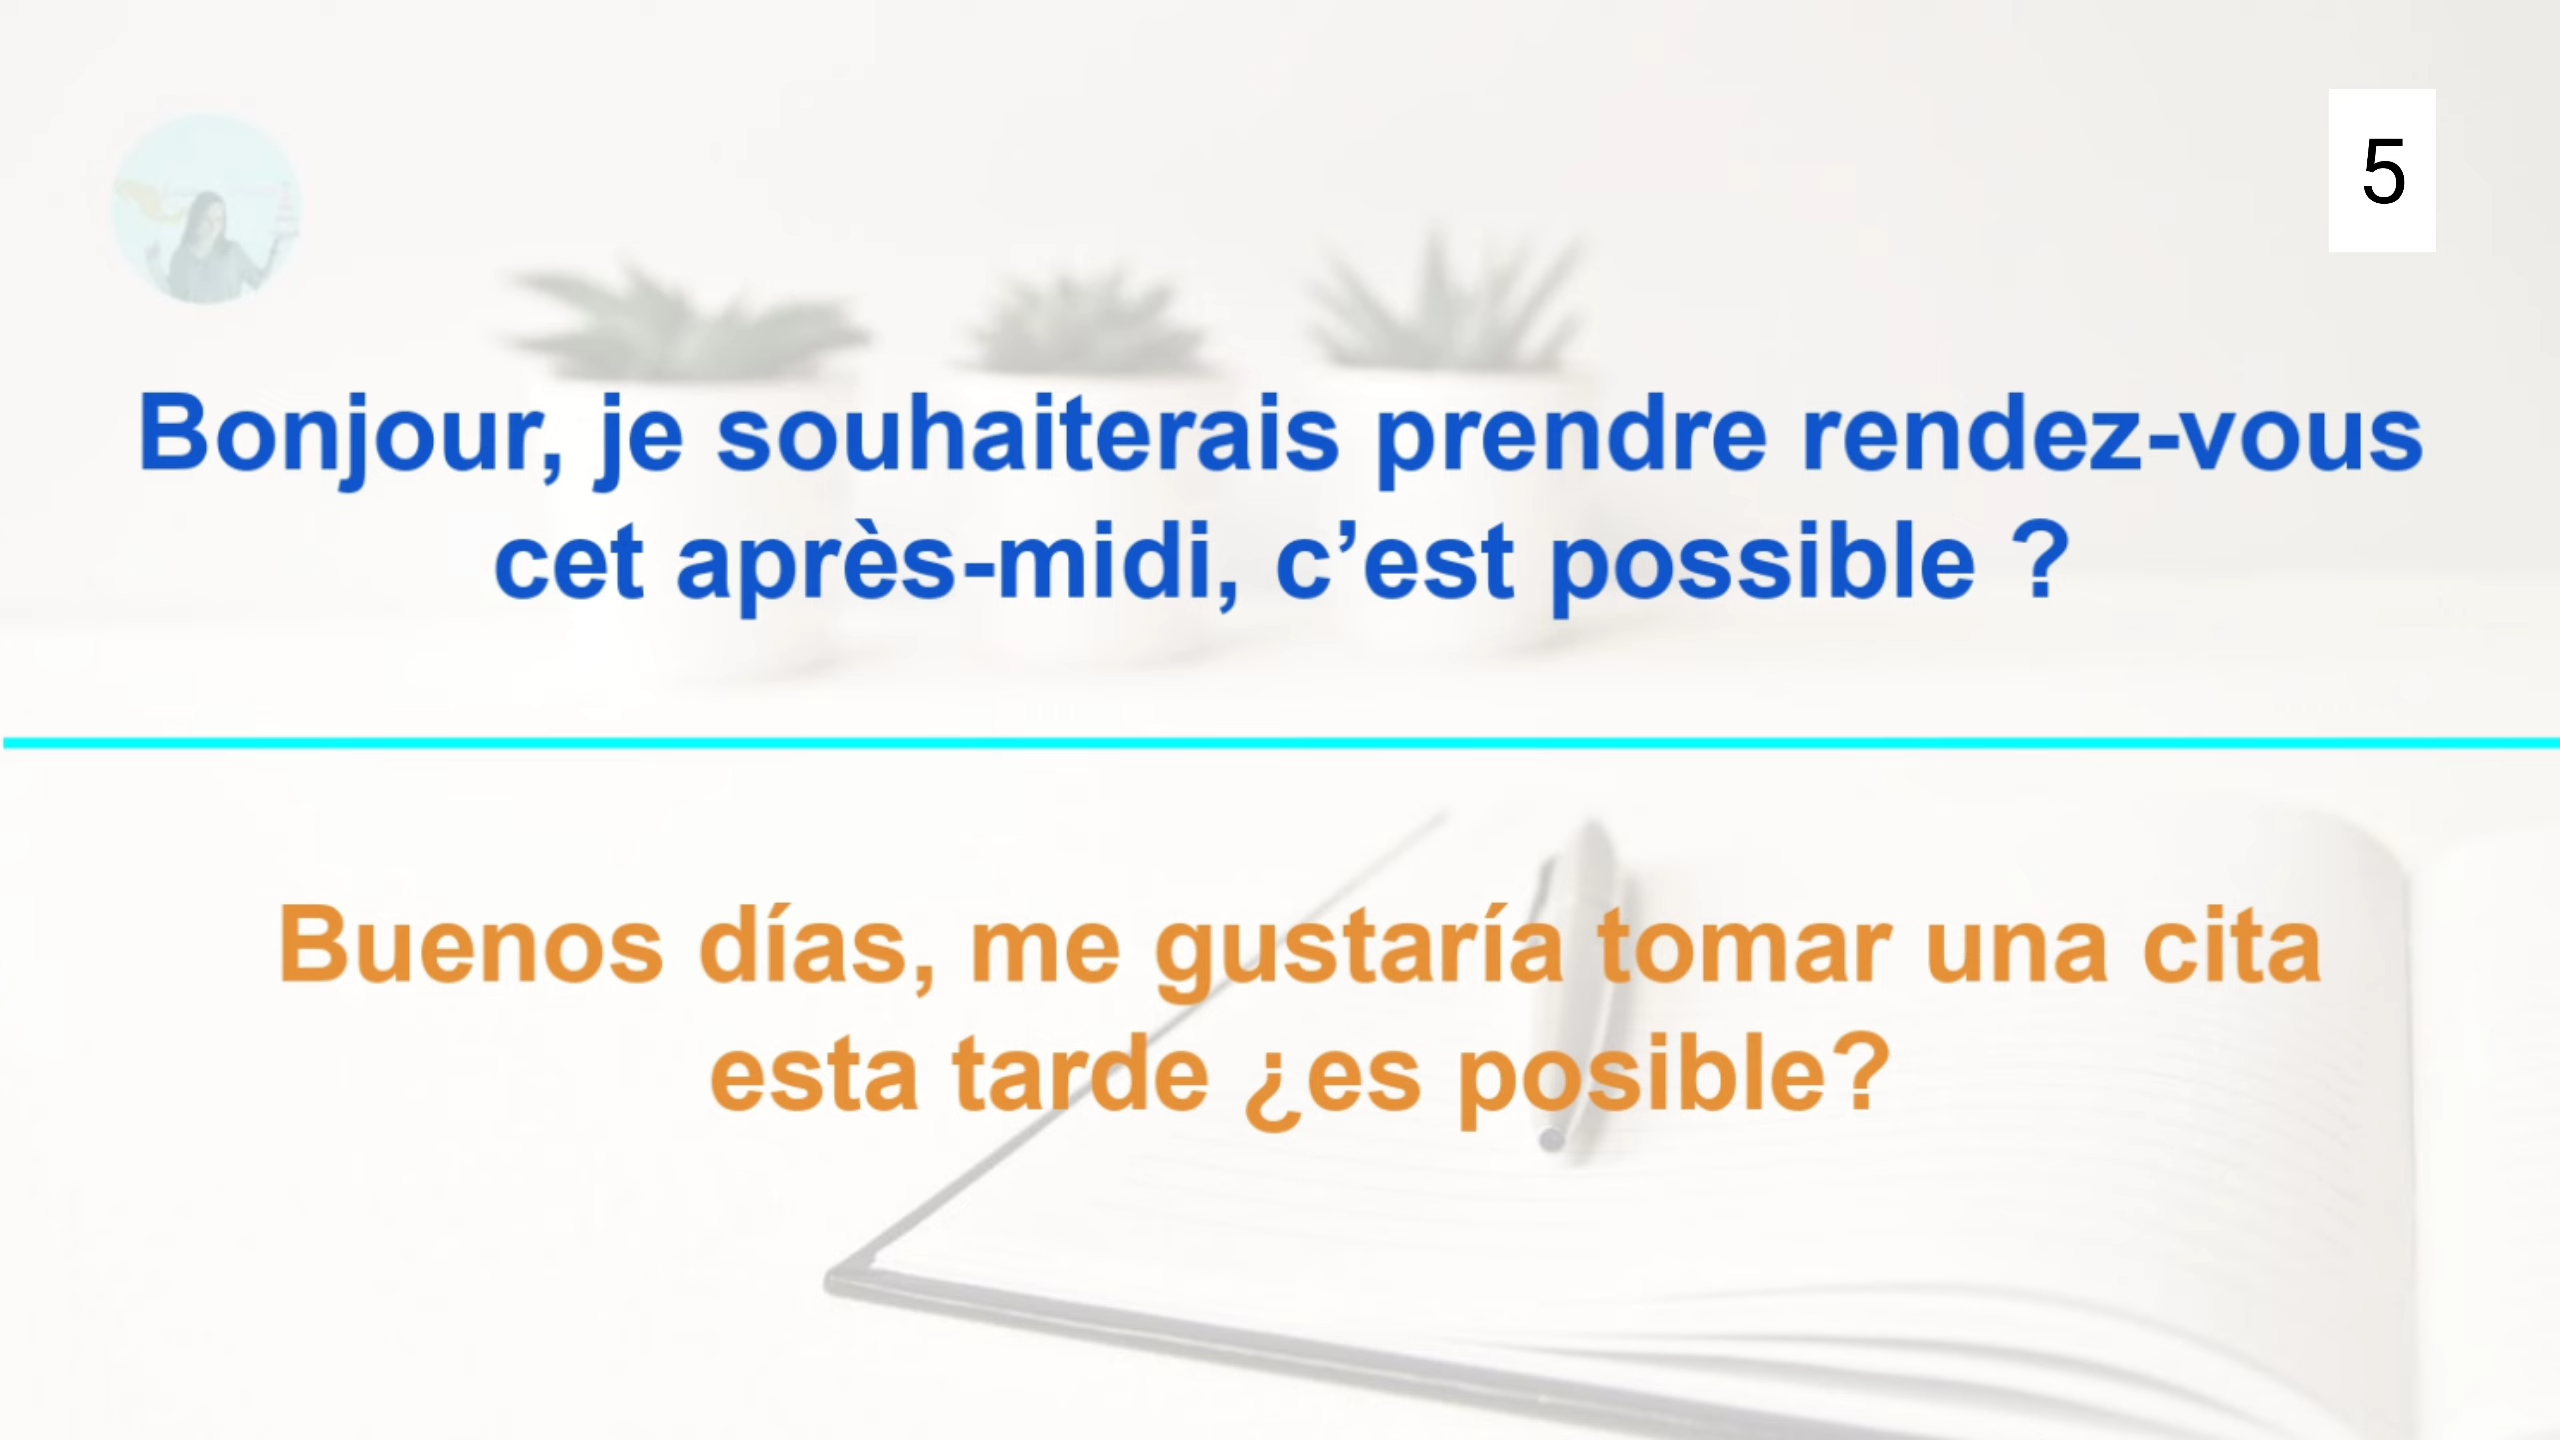 5
Bonjour, je souhaiterais prendre rendez-vous
cet après-midi, c’est possible ?
Buenos días, me gustaría tomar una cita
esta tarde ¿es posible?